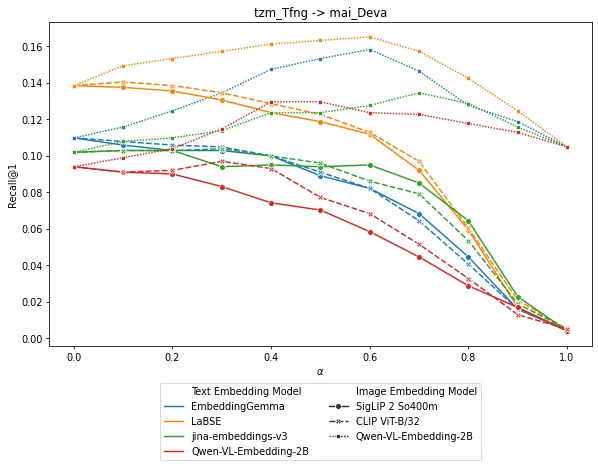 tzm_Tfng -> mai_Deva
Recall@1
0.16
0.14
0.12
0.10
0.08
0.06
0.04
0.02
0.00
0.0 0.2 0.4 0.6 0.8 1.0
α
Text Embedding Model
EmbeddingGemma
LaBSE
jina-embeddings-v3
Qwen-VL-Embedding-2B
Image Embedding Model
SigLIP 2 So400m
CLIP ViT-B/32
Qwen-VL-Embedding-2B